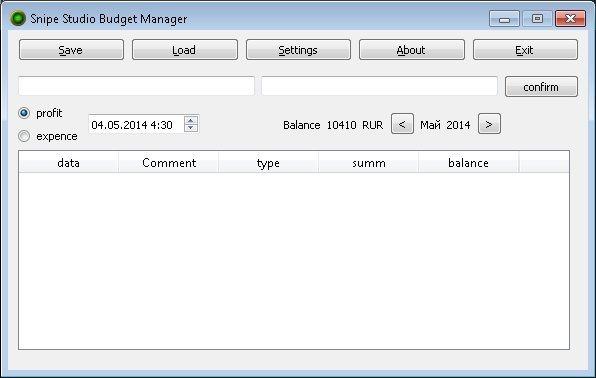 Snipe Studio Budget Manager
Save Load Settings About Exit
confirm
profit
04.05.2014 4:30 Balance 10410 RUR < Май 2014 >
expence
data Comment type summ balance